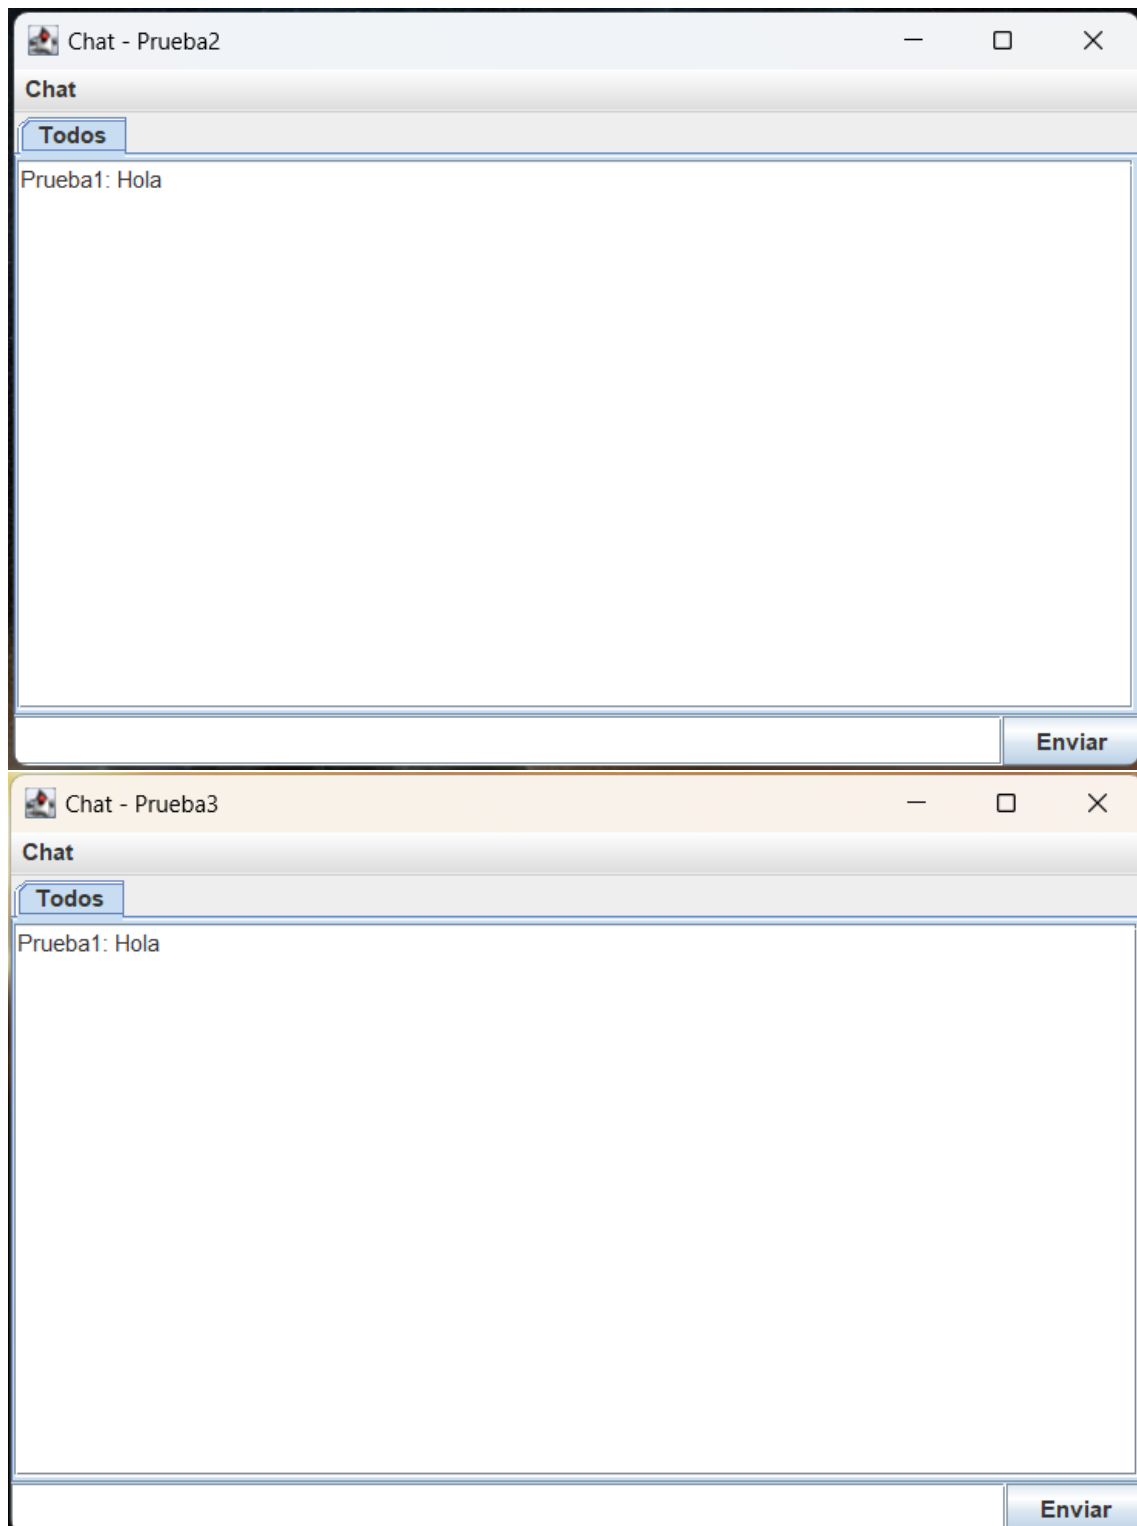 Chat - Prueba2
Chat
Todos
Prueba1: Hola
Enviar
Chat - Prueba3
Chat
Todos
Prueba1: Hola
Enviar